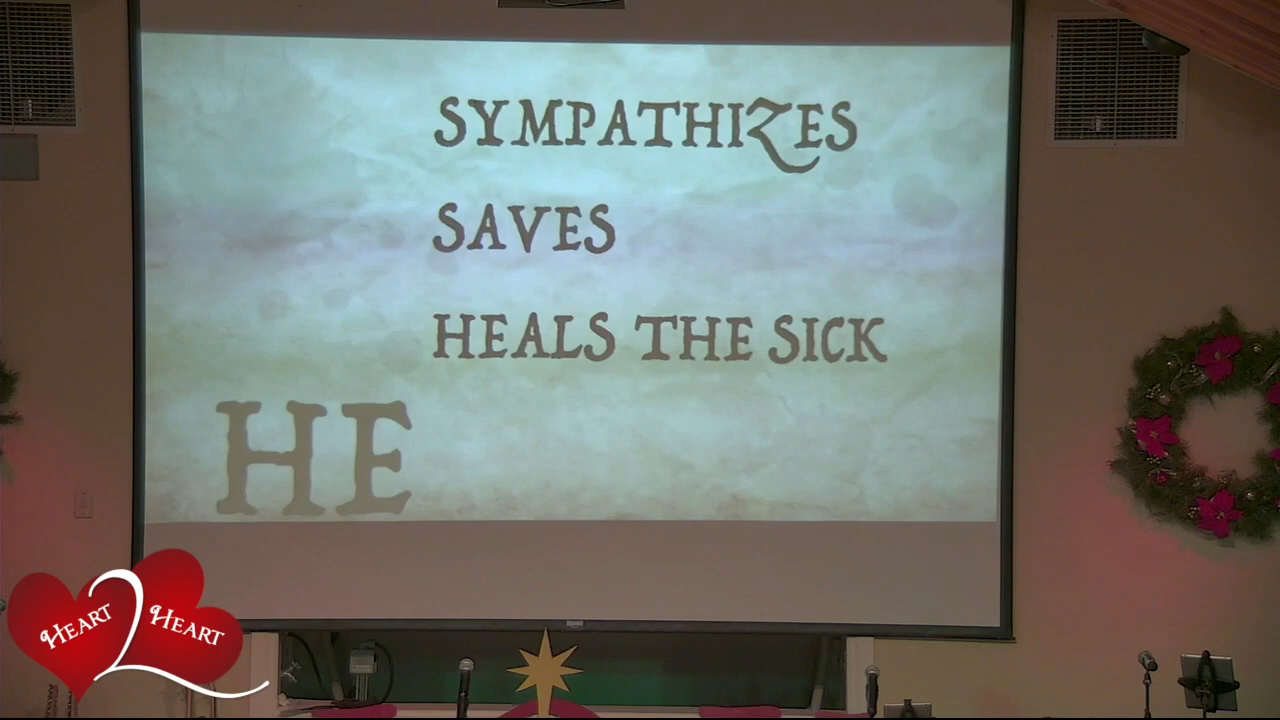 SYMPATHIZES
SAVES
HEALS THE SICK
HE
HEART 2 HEART